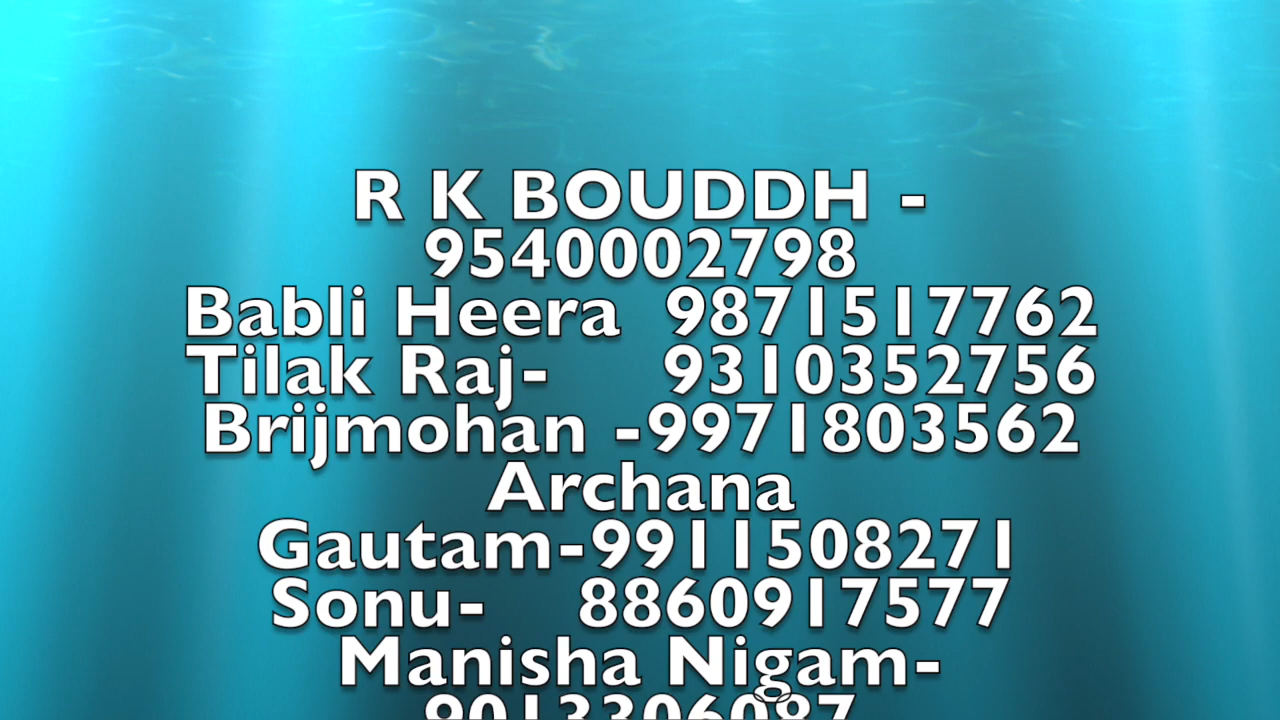 R K BOUDDH -
9540002798
Babli Heera 9871517762
Tilak Raj- 9310352756
Brijmohan -9971803562
Archana
Gautam-9911508271
Sonu- 8860917577
Manisha Nigam-